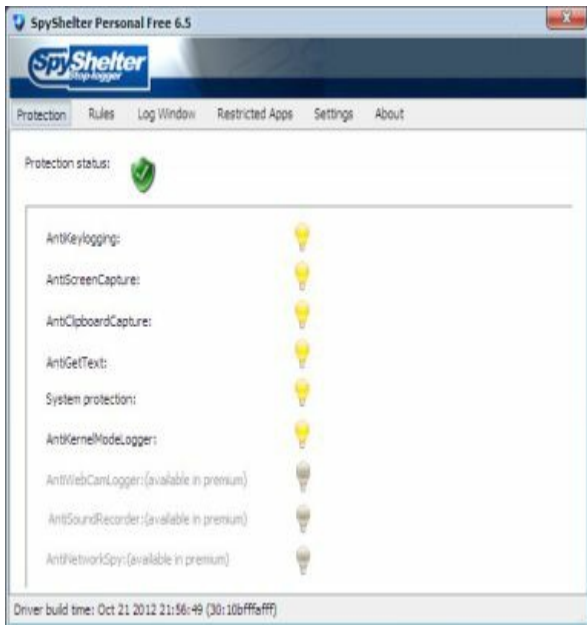 SpyShelter Personal Free 6.5
SpyShelter
Stop-logger
Protection Rules Log Window Restricted Apps Settings About
Protection status:
AntiKeylogging:
AntiScreenCapture:
AntiClipboardCapture:
AntiGetText:
System protection:
AntiKernelModeLogger:
AntiWebCamLogger:(available in premium)
AntiSoundRecorder:(available in premium)
AntiNetworkSpy:(available in premium)
Driver build time: Oct 21 2012 21:56:49 (30:10bfffafff)